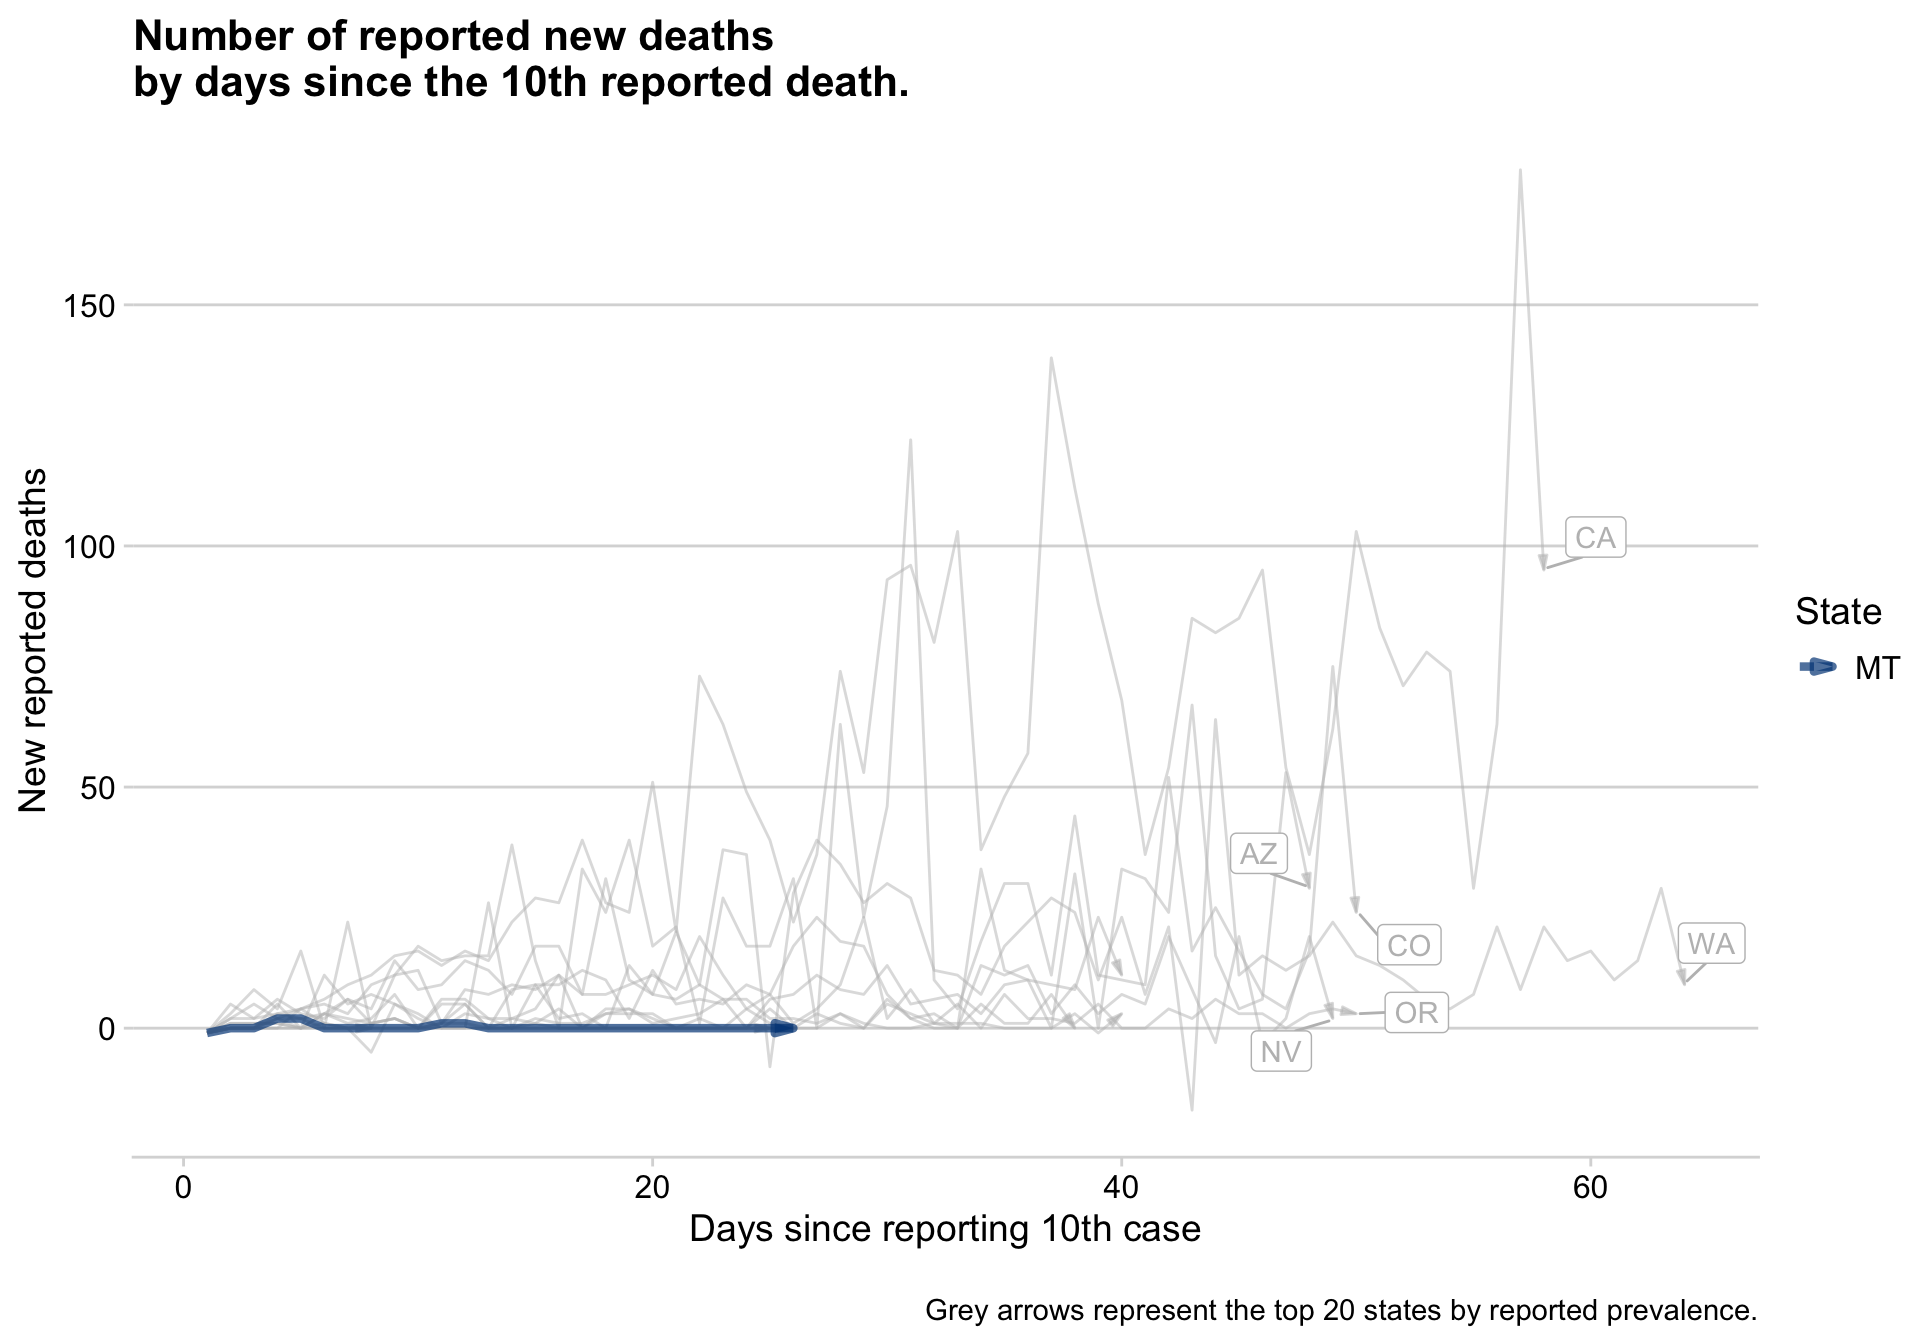 Number of reported new deaths
by days since the 10th reported death.
New reported deaths
150
100
50
0
CA
AZ
CO
WA
OR
NV
State
MT
0 20 40 60
Days since reporting 10th case
Grey arrows represent the top 20 states by reported prevalence.